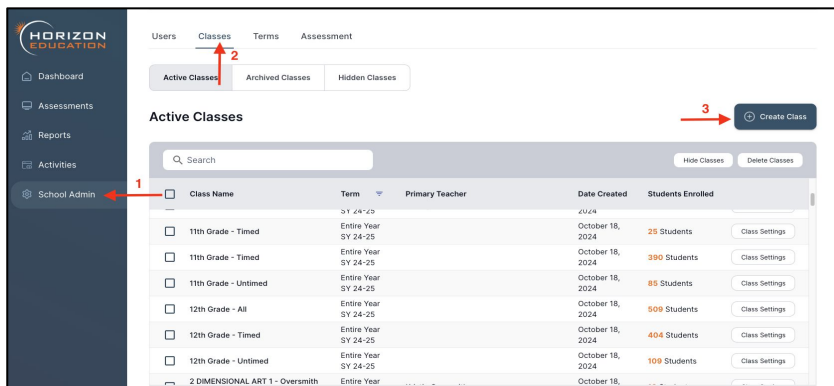 HORIZON
EDUCATION
Dashboard
Assessments
Reports
Activities
School Admin
1
Users Classes Terms Assessment
2
Active Classes Archived Classes Hidden Classes
Active Classes
3
Create Class
Search
Hide Classes Delete Classes
Class Name Term Primary Teacher Date Created Students Enrolled
SY 24-25 2024
11th Grade - Timed Entire Year October 18, 25 Students Class Settings
SY 24-25 2024
11th Grade - Timed Entire Year October 18, 390 Students Class Settings
SY 24-25 2024
11th Grade - Untimed Entire Year October 18, 85 Students Class Settings
SY 24-25 2024
12th Grade - All Entire Year October 18, 509 Students Class Settings
SY 24-25 2024
12th Grade - Timed Entire Year October 18, 404 Students Class Settings
SY 24-25 2024
12th Grade - Untimed Entire Year October 18, 109 Students Class Settings
SY 24-25 2024
2 DIMENSIONAL ART 1 - Oversmith Entire Year October 18,